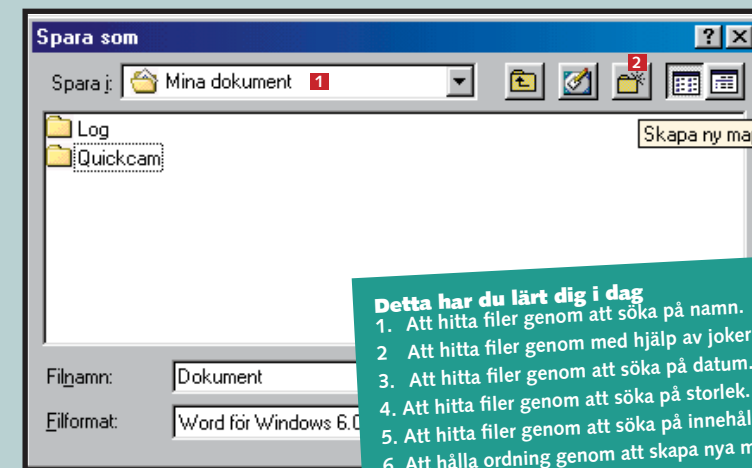 Spara som
Spara i: Mina dokument 1
2
Skapa ny ma
Log
Quickcam
Filnamn: Dokument
Filformat: Word för Windows 6.0
Detta har du lärt dig i dag
1. Att hitta filer genom att söka på namn.
2 Att hitta filer genom med hjälp av joker
3. Att hitta filer genom att söka på datum.
4. Att hitta filer genom att söka på storlek.
5. Att hitta filer genom att söka på innehål
6. Att hålla ordning genom att skapa nya m